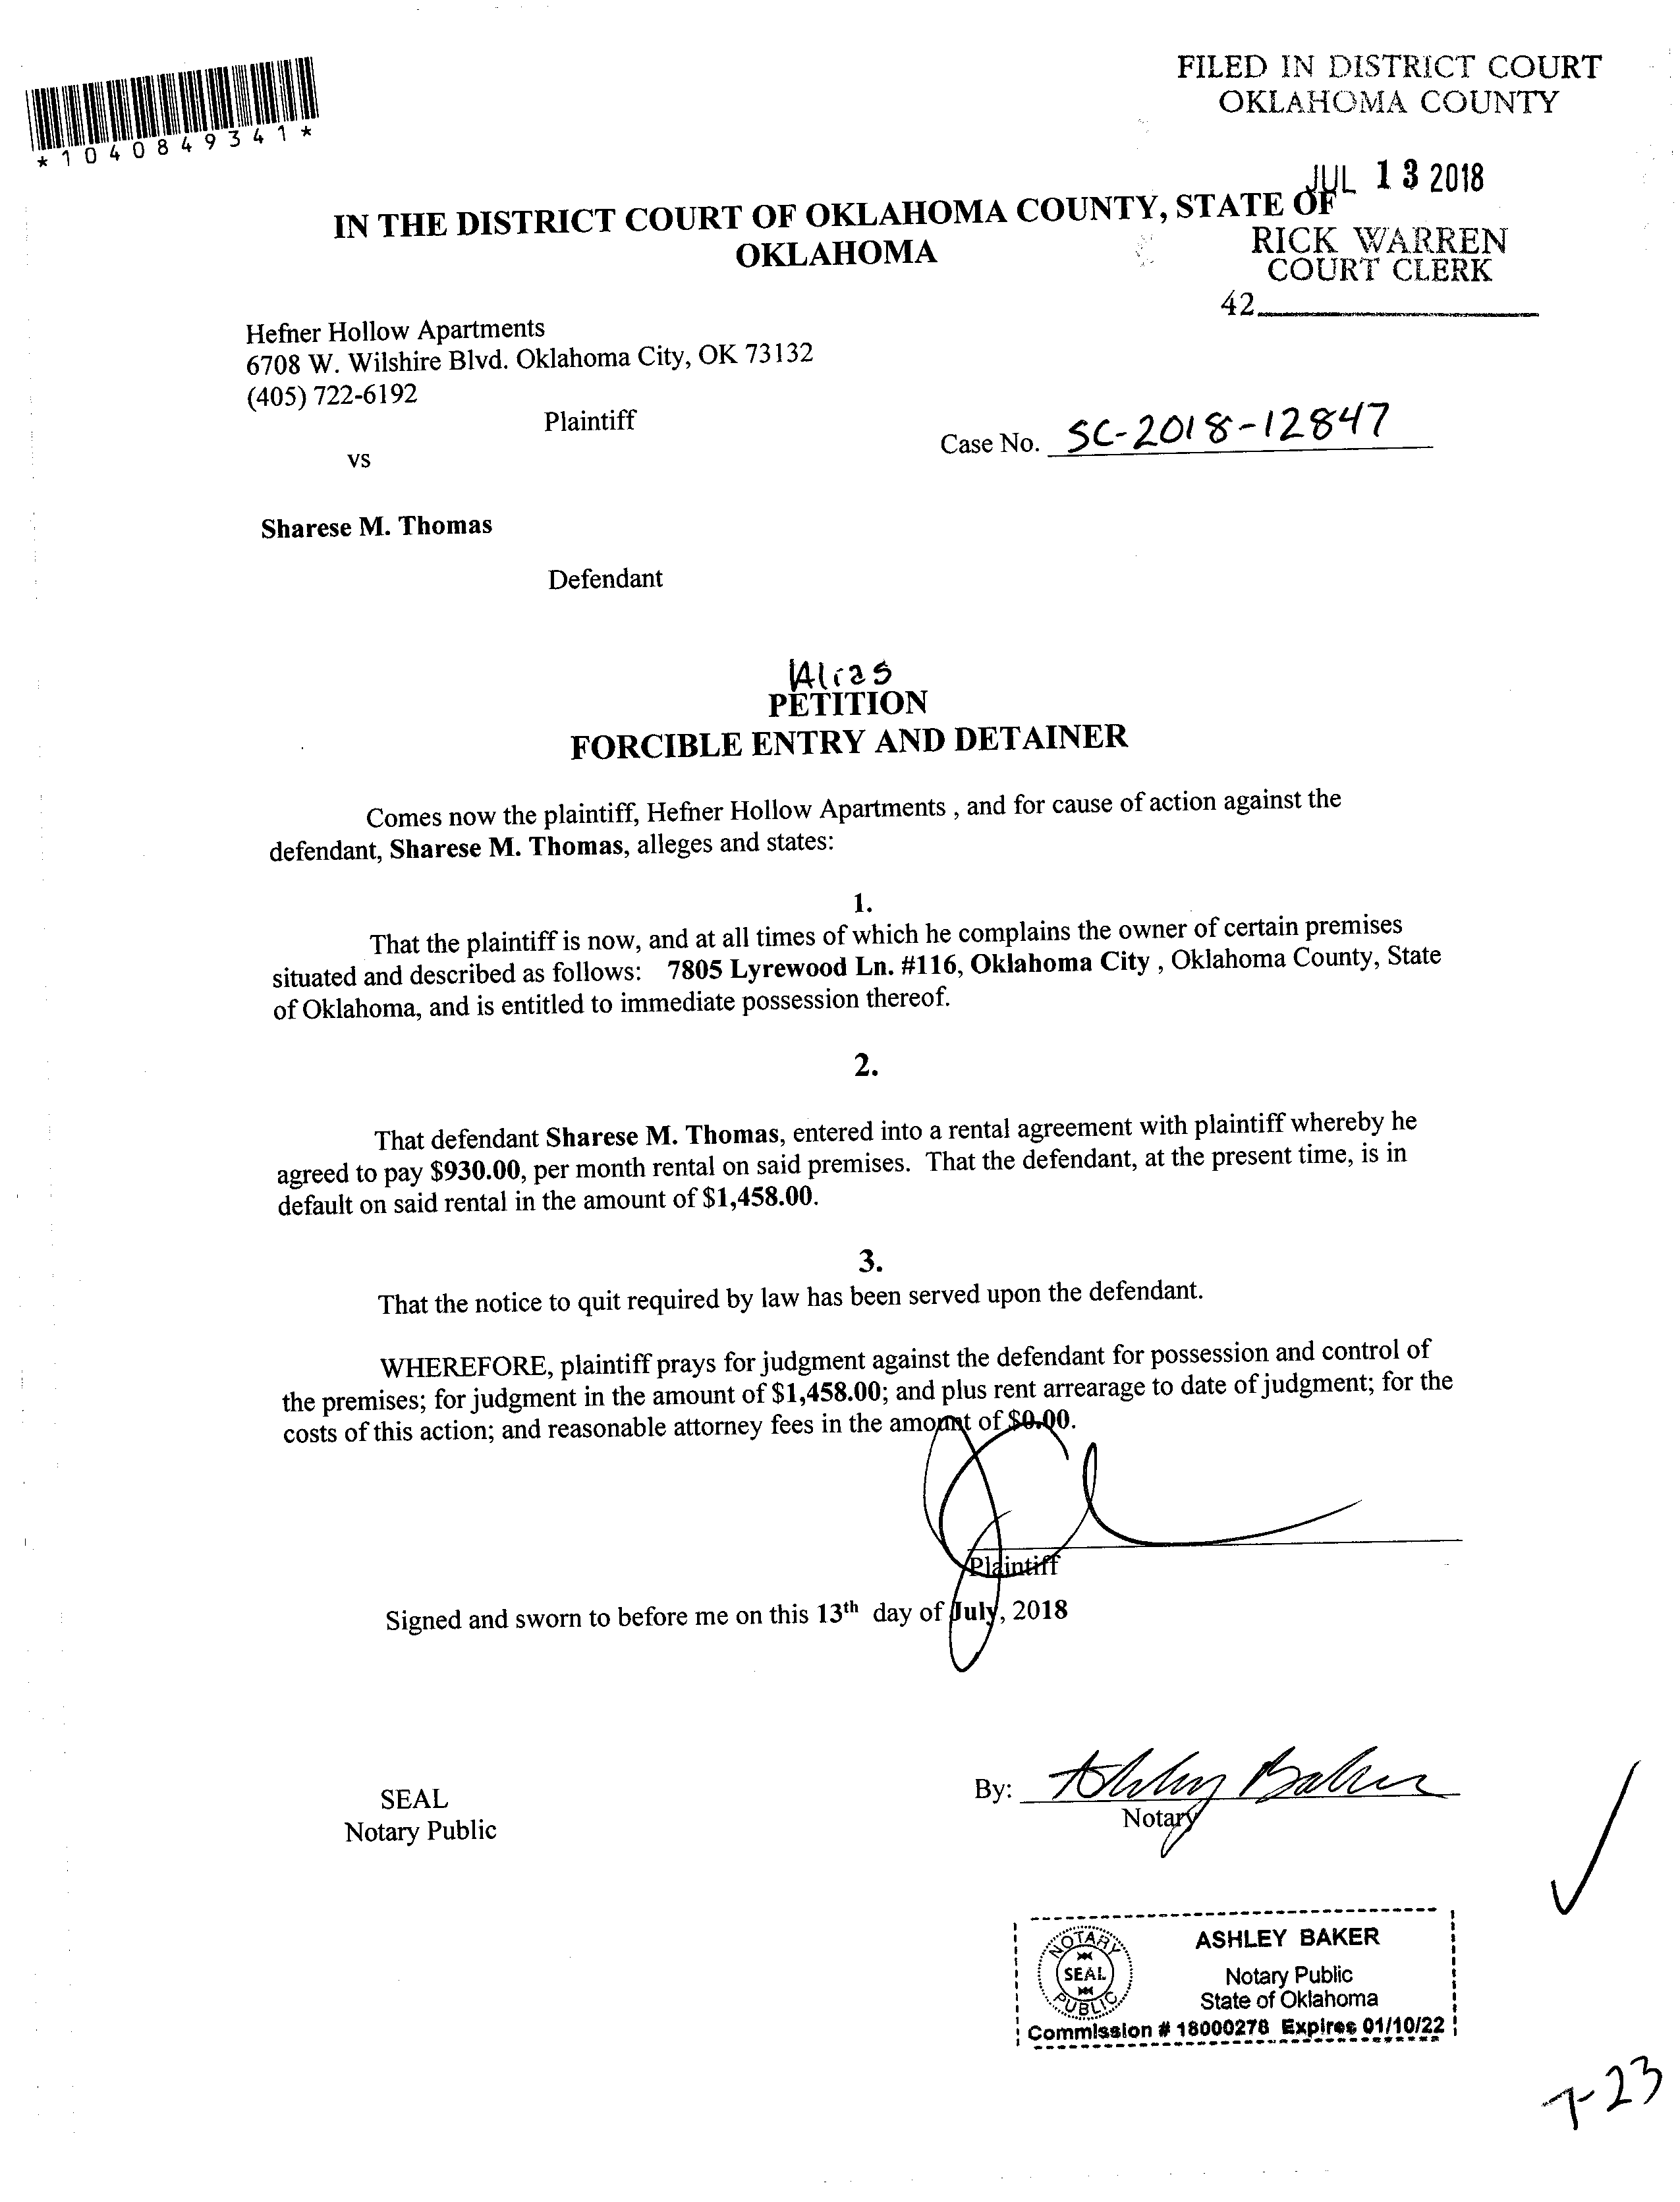 FILED IN DISTRICT COURT
OKLAHOMA COUNTY
*1040849341*
JUL 13 2018
IN THE DISTRICT COURT OF OKLAHOMA COUNTY, STATE OF
OKLAHOMA
RICK WARREN
COURT CLERK
42
Hefner Hollow Apartments
6708 W. Wilshire Blvd. Oklahoma City, OK 73132
(405) 722-6192
Plaintiff
Case No. SC-2018-12847
vs
Sharese M. Thomas
Defendant
Alias
PETITION
FORCIBLE ENTRY AND DETAINER
Comes now the plaintiff, Hefner Hollow Apartments , and for cause of action against the
defendant, Sharese M. Thomas, alleges and states:
1.
That the plaintiff is now, and at all times of which he complains the owner of certain premises
situated and described as follows: 7805 Lyrewood Ln. #116, Oklahoma City , Oklahoma County, State
of Oklahoma, and is entitled to immediate possession thereof.
2.
That defendant Sharese M. Thomas, entered into a rental agreement with plaintiff whereby he
agreed to pay $930.00, per month rental on said premises. That the defendant, at the present time, is in
default on said rental in the amount of $1,458.00.
3.
That the notice to quit required by law has been served upon the defendant.
WHEREFORE, plaintiff prays for judgment against the defendant for possession and control of
the premises; for judgment in the amount of $1,458.00; and plus rent arrearage to date of judgment; for the
costs of this action; and reasonable attorney fees in the amount of $0.00.
Plaintiff
Signed and sworn to before me on this 13th day of July, 2018
By: Ashley Baker
SEAL
Notary
Notary Public
NOTARY
SEAL
PUBLIC
ASHLEY BAKER
Notary Public
State of Oklahoma
Commission # 18000278 Expires 01/10/22
7-23